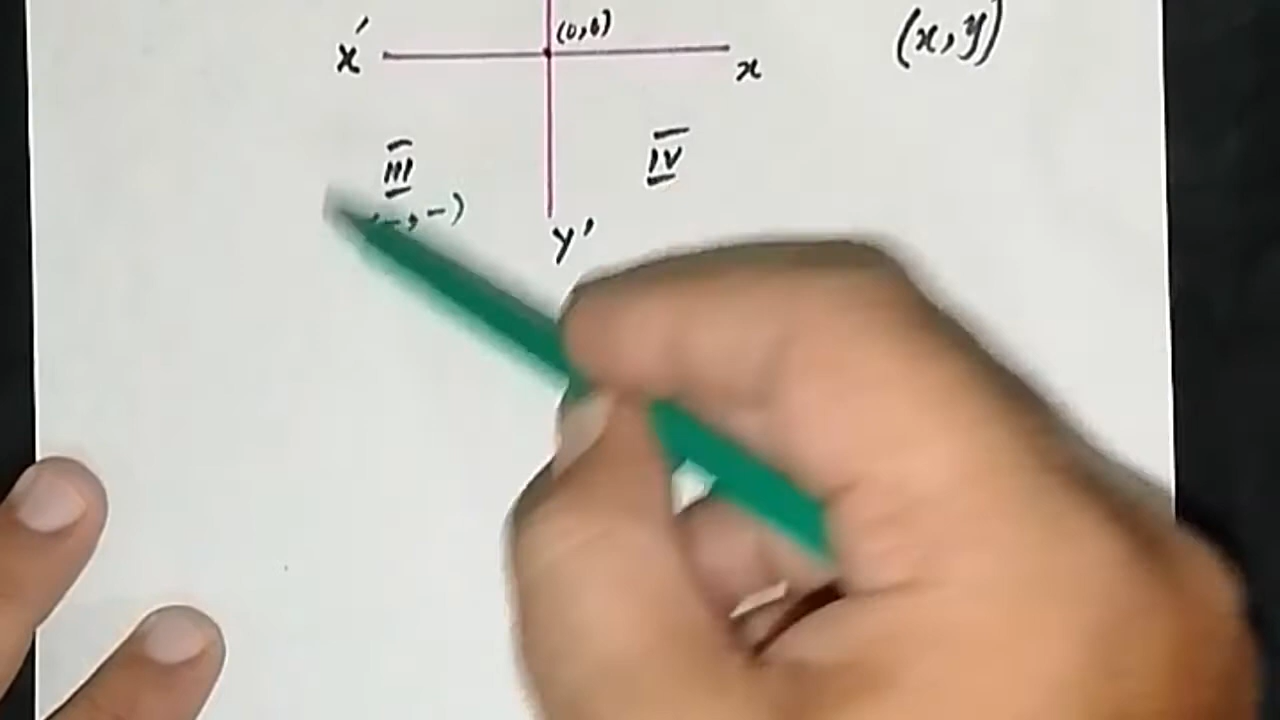 (0,0)
x' x (x,y)
III IV
(-,-)
y'